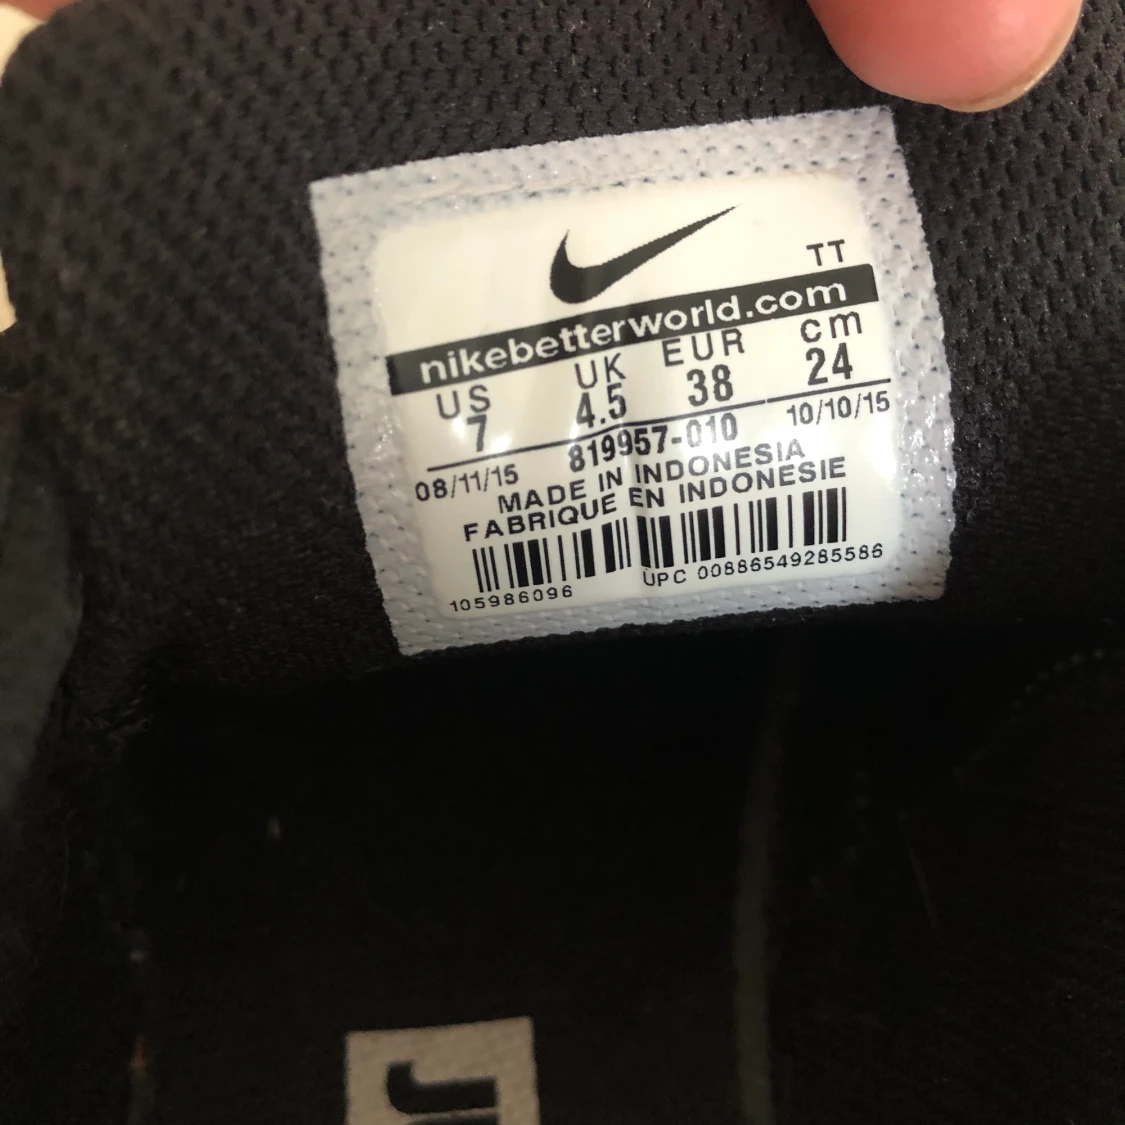 TT
nikebetterworld.com
US UK EUR cm
7 4.5 38 24
08/11/15 819957-010 10/10/15
MADE IN INDONESIA
FABRIQUE EN INDONESIE
105986096 UPC 00886549285586